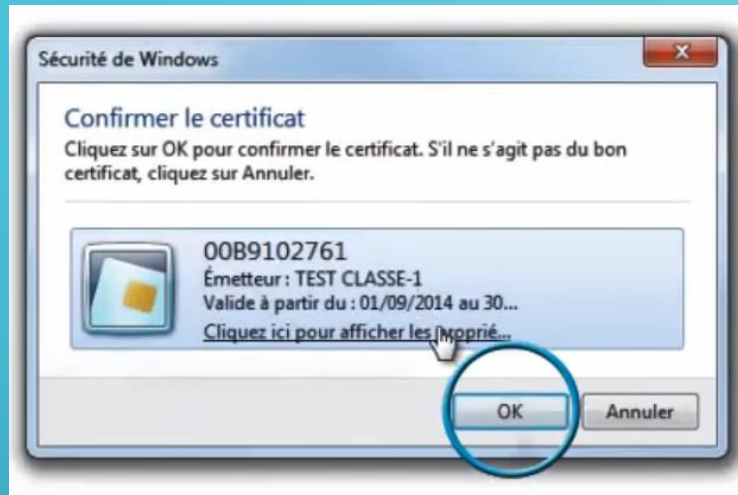 Sécurité de Windows
Confirmer le certificat
Cliquez sur OK pour confirmer le certificat. S'il ne s'agit pas du bon
certificat, cliquez sur Annuler.
00B9102761
Émetteur : TEST CLASSE-1
Valide à partir du : 01/09/2014 au 30...
Cliquez ici pour afficher les proprié...
OK
Annuler